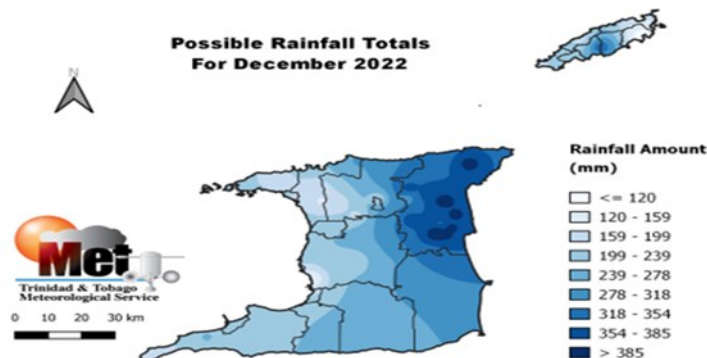 Possible Rainfall Totals
For December 2022
N
Rainfall Amount
(mm)
<= 120
120 - 159
159 - 199
199 - 239
239 - 278
278 - 318
318 - 354
354 - 385
> 385
Met
Trinidad & Tobago
Meteorological Service
0 10 20 30 km